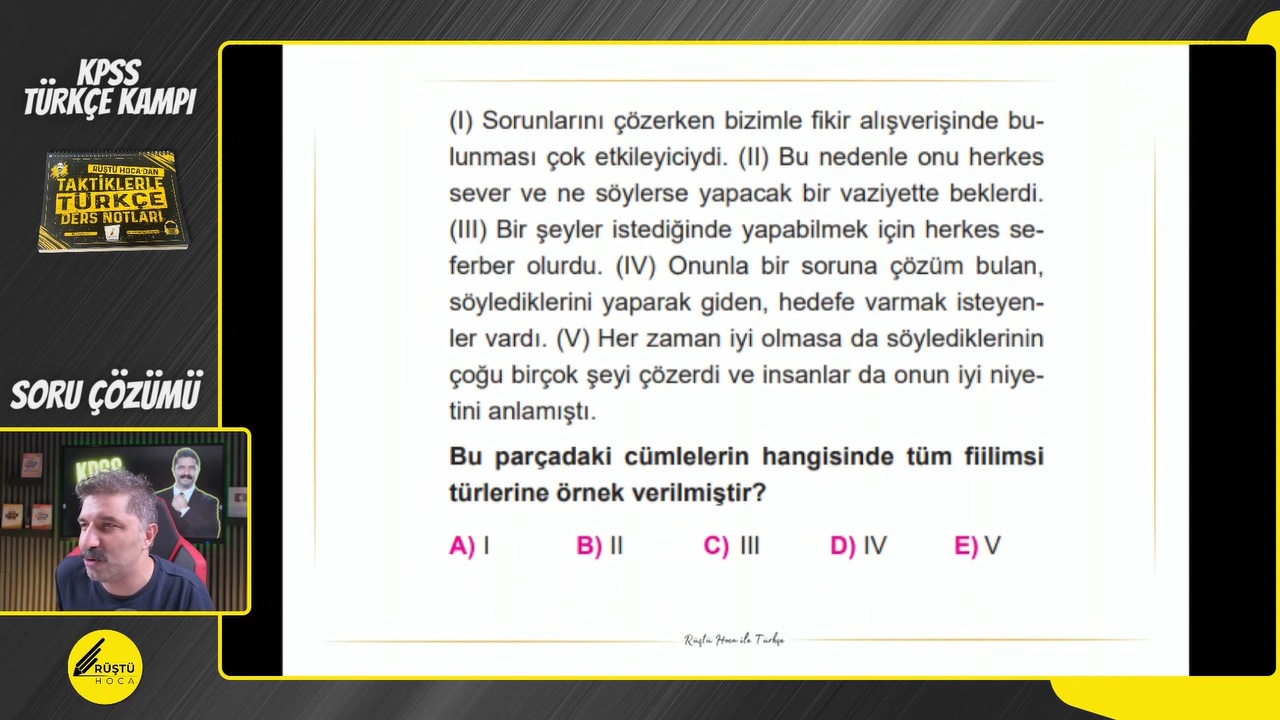 KPSS
TÜRKÇE KAMPI
RÜŞTÜ HOCA'DAN
TAKTİKLERLE
TÜRKÇE
DERS NOTLARI
SORU ÇÖZÜMÜ
KPSS
RÜŞTÜ
HOCA
(I) Sorunlarını çözerken bizimle fikir alışverişinde bu-
lunması çok etkileyiciydi. (II) Bu nedenle onu herkes
sever ve ne söylerse yapacak bir vaziyette beklerdi.
(III) Bir şeyler istediğinde yapabilmek için herkes se-
ferber olurdu. (IV) Onunla bir soruna çözüm bulan,
söylediklerini yaparak giden, hedefe varmak isteyen-
ler vardı. (V) Her zaman iyi olmasa da söylediklerinin
çoğu birçok şeyi çözerdi ve insanlar da onun iyi niye-
tini anlamıştı.
Bu parçadaki cümlelerin hangisinde tüm fiilimsi
türlerine örnek verilmiştir?
A) I B) II C) III D) IV E) V
Rüştü Hoca ile Türkçe